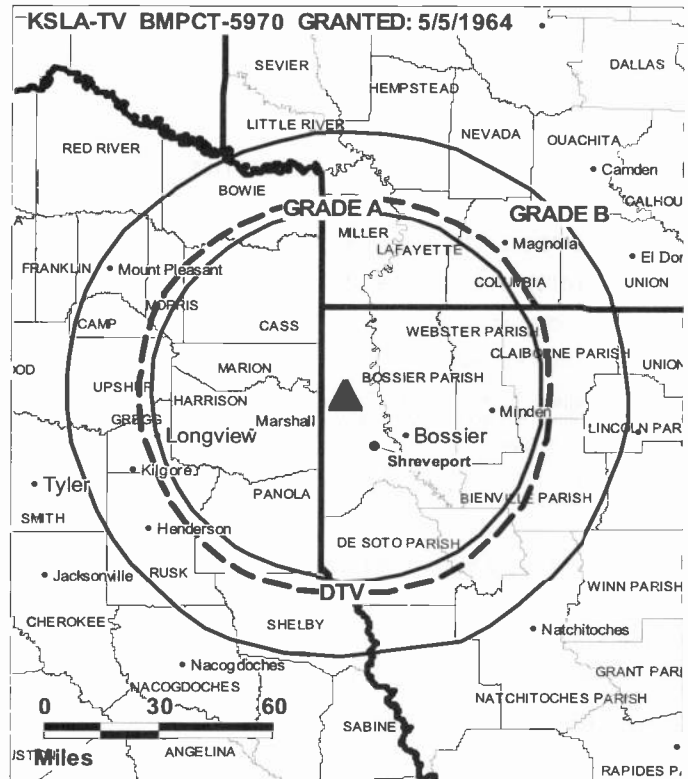 KSLA-TV BMPCT-5970 GRANTED: 5/5/1964
SEVIER
DALLAS
HEMPSTEAD
LITTLE RIVER
NEVADA
OUACHITA
RED RIVER
Camden
BOWIE
CALHOU
GRADE A
GRADE B
MILLER
LAFAYETTE
Magnolia
El Dor
FRANKLIN
Mount Pleasant
COLUMBIA
UNION
MORRIS
CAMP
CASS
WEBSTER PARISH
CLAIBORNE PARISH
UNION
OOD
MARION
UPSHUR
BOSSIER PARISH
HARRISON
Minden
GREGG
Marshall
LINCOLN PAR
Longview
Bossier
Shreveport
Kilgore
Tyler
PANOLA
BIENVILLE PARISH
SMITH
Henderson
DE SOTO PARISH
Jacksonville
RUSK
DTV
WINN PARISH
CHEROKEE
SHELBY
Natchitoches
Nacogdoches
GRANT PARI
NACOGDOCHES
NATCHITOCHES PARISH
0 30 60
SABINE
Miles
ANGELINA
RAPIDES P